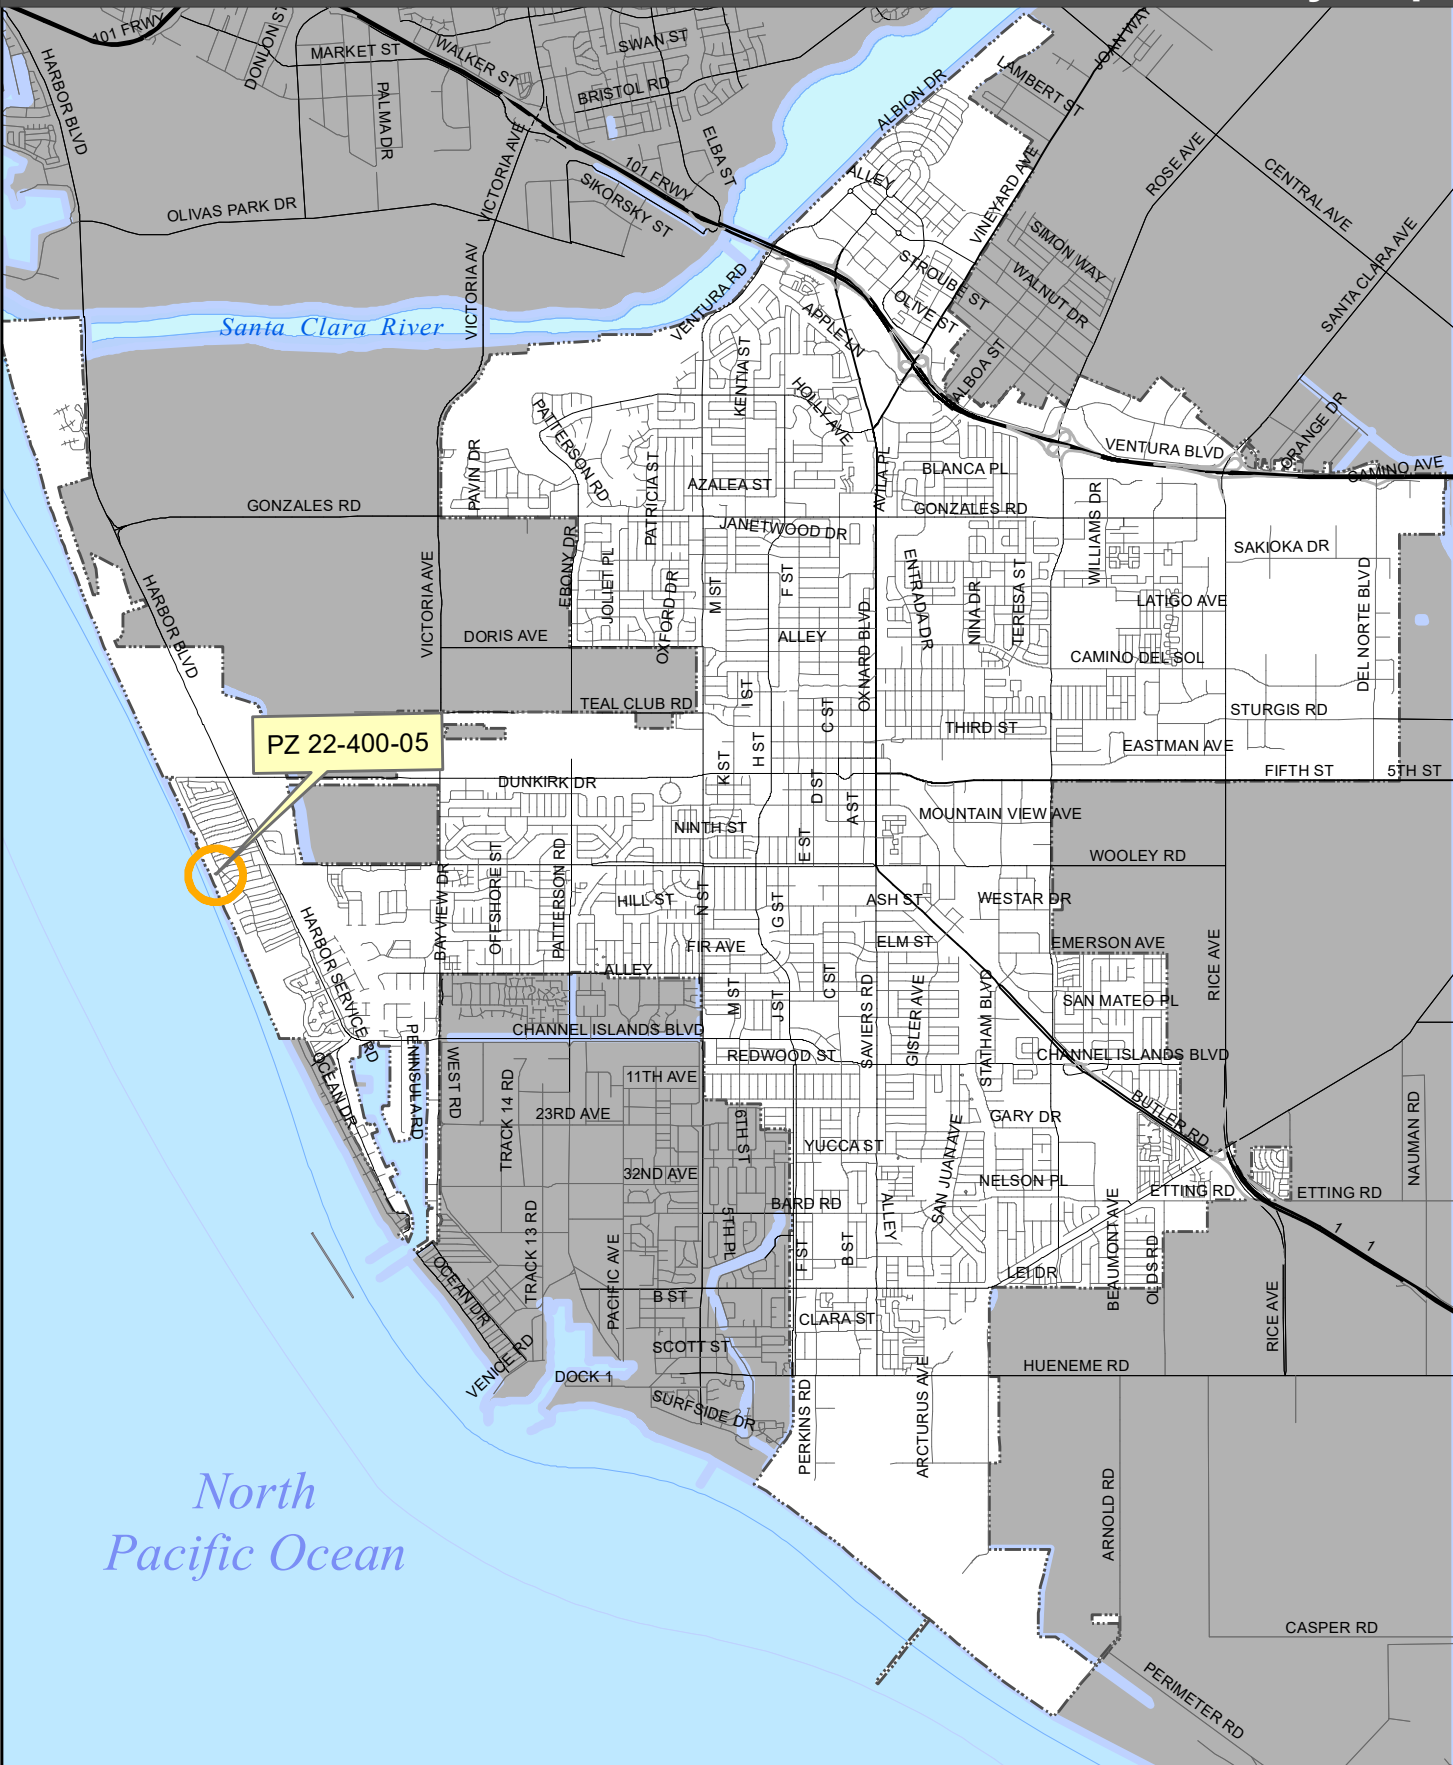 101 FRWY
DONLON ST
MARKET ST
WALKER ST
SWAN ST
JOAN WAY
HARBOR BLVD
PALMA DR
BRISTOL RD
ALBION DR
LAMBERT ST
VICTORIA AVE
ELBA ST
101 FRWY
SIKORSKY ST
ALLEY
VINEYARD AVE
ROSE AVE
CENTRAL AVE
OLIVAS PARK DR
SIMON WAY
SANTA CLARA AVE
VICTORIA AV
STROUBE ST
WALNUT DR
VENTURA RD
OLIVE ST
Santa Clara River
APPLE LN
KENTIA ST
HOLLY AVE
BALBOA ST
PATTERSON RD
ORANGE DR
VENTURA BLVD
CAMINO AVE
PAVIN DR
PATRICIA ST
AZALEA ST
AVILA PL
BLANCA PL
GONZALES RD
GONZALES RD
WILLIAMS DR
JANETWOOD DR
SAKIOKA DR
EBONY DR
JOLIET PL
OXFORD DR
M ST
F ST
ENTRADA DR
NINA DR
TERESA ST
LATIGO AVE
DEL NORTE BLVD
HARBOR BLVD
VICTORIA AVE
DORIS AVE
ALLEY
OXNARD BLVD
CAMINO DEL SOL
TEAL CLUB RD
I ST
C ST
THIRD ST
STURGIS RD
PZ 22-400-05
H ST
EASTMAN AVE
K ST
DUNKIRK DR
D ST
FIFTH ST
5TH ST
A ST
MOUNTAIN VIEW AVE
NINTH ST
E ST
WOOLEY RD
BAYVIEW DR
OFFSHORE ST
PATTERSON RD
HILL ST
N ST
G ST
ASH ST
WESTAR DR
HARBOR SERVICE RD
FIR AVE
ELM ST
EMERSON AVE
RICE AVE
ALLEY
M ST
J ST
C ST
SAVIERS RD
GISLER AVE
STATHAM BLVD
SAN MATEO PL
CHANNEL ISLANDS BLVD
REDWOOD ST
CHANNEL ISLANDS BLVD
OCEAN DR
PENINSULA RD
WEST RD
TRACK 14 RD
11TH AVE
23RD AVE
6TH ST
GARY DR
BUTLER RD
NAUMAN RD
YUCCA ST
SAN JUAN AVE
32ND AVE
NELSON PL
BARD RD
ALLEY
ETTING RD
ETTING RD
TRACK 13 RD
5TH PL
BEAUMONT AVE
1
1
PACIFIC AVE
F ST
B ST
OLDS RD
OCEAN DR
LEI DR
B ST
RICE AVE
CLARA ST
VENICE RD
SCOTT ST
HUENEME RD
DOCK 1
SURFSIDE DR
PERKINS RD
ARCTURUS AVE
North
Pacific Ocean
ARNOLD RD
CASPER RD
PERIMETER RD